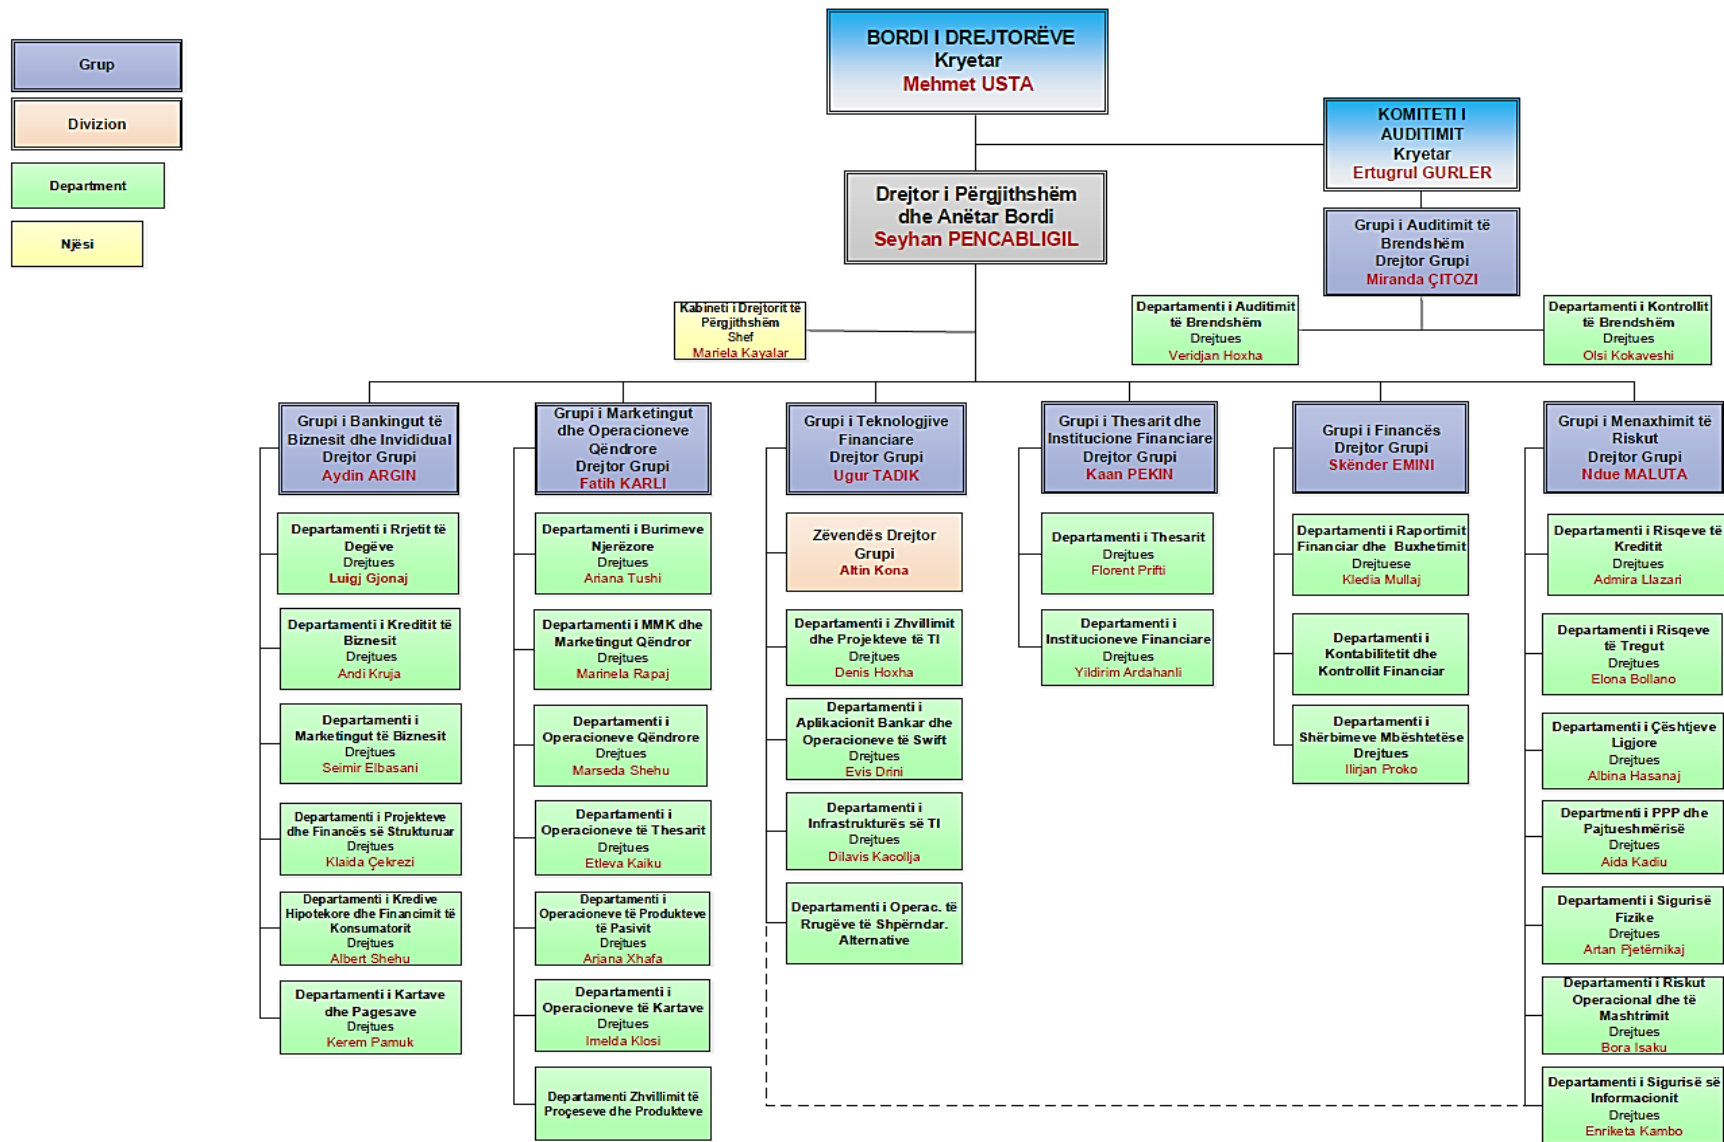 Grup
Divizion
Department
Njësi
BORDI I DREJTORËVE
Kryetar
Mehmet USTA
KOMITETI I
AUDITIMIT
Kryetar
Ertugrul GURLER
Drejtor i Përgjithshëm
dhe Anëtar Bordi
Seyhan PENCABLIGIL
Grupi i Auditimit të
Brendshëm
Drejtor Grupi
Miranda ÇITOZI
Kabineti i Drejtorit të
Përgjithshëm
Shef
Mariela Kayalar
Departamenti i Auditimit
të Brendshëm
Drejtues
Veridjan Hoxha
Departamenti i Kontrollit
të Brendshëm
Drejtues
Olsi Kokaveshi
Grupi i Bankingut të
Biznesit dhe Invididual
Drejtor Grupi
Aydin ARGIN
Departamenti i Rrjetit të
Degëve
Drejtues
Luigj Gjonaj
Departamenti i Kreditit të
Biznesit
Drejtues
Andi Kruja
Departamenti i
Marketingut të Biznesit
Drejtues
Seimir Elbasani
Departamenti i Projekteve
dhe Financës së Strukturuar
Drejtues
Klaida Çekrezi
Departamenti i Kredive
Hipotekore dhe Financimit të
Konsumatorit
Drejtues
Albert Shehu
Departamenti i Kartave
dhe Pagesave
Drejtues
Kerem Pamuk
Grupi i Marketingut
dhe Operacioneve
Qëndrore
Drejtor Grupi
Fatih KARLI
Departamenti i Burimeve
Njerëzore
Drejtues
Ariana Tushi
Departamenti i MMK dhe
Marketingut Qëndror
Drejtues
Marinela Rapaj
Departamenti i
Operacioneve Qëndrore
Drejtues
Marseda Shehu
Departamenti i
Operacioneve të Thesarit
Drejtues
Etleva Kaiku
Departamenti i
Operacioneve të Produkteve
të Pasivit
Drejtues
Arjana Xhafa
Departamenti i
Operacioneve të Kartave
Drejtues
Imelda Klosi
Departamenti Zhvillimit të
Proçeseve dhe Produkteve
Grupi i Teknologjive
Financiare
Drejtor Grupi
Ugur TADIK
Zëvendës Drejtor
Grupi
Altin Kona
Departamenti i Zhvillimit
dhe Projekteve të TI
Drejtues
Denis Hoxha
Departamenti i
Aplikacionit Bankar dhe
Operacioneve të Swift
Drejtues
Evis Drini
Departamenti i
Infrastrukturës së TI
Drejtues
Dilavis Kacollja
Departamenti i Operac. të
Rrugëve të Shpërndar.
Alternative
Grupi i Thesarit dhe
Institucione Financiare
Drejtor Grupi
Kaan PEKIN
Departamenti i Thesarit
Drejtues
Florent Prifti
Departamenti i
Institucioneve Financiare
Drejtues
Yildirim Ardahanli
Grupi i Financës
Drejtor Grupi
Skënder EMINI
Departamenti i Raportimit
Financiar dhe Buxhetimit
Drejtuese
Kledia Mullaj
Departamenti i
Kontabilitetit dhe
Kontrollit Financiar
Departamenti i
Shërbimeve Mbështetëse
Drejtues
Ilirjan Proko
Grupi i Menaxhimit të
Riskut
Drejtor Grupi
Ndue MALUTA
Departamenti i Risqeve të
Kreditit
Drejtues
Admira Llazari
Departamenti i Risqeve
të Tregut
Drejtues
Elona Bollano
Departamenti i Çështjeve
Ligjore
Drejtues
Albina Hasanaj
Departmenti i PPP dhe
Pajtueshmërisë
Drejtues
Aida Kadiu
Departamenti i Sigurisë
Fizike
Drejtues
Artan Pjetërnikaj
Departamenti i Riskut
Operacional dhe të
Mashtrimit
Drejtues
Bora Isaku
Departamenti i Sigurisë së
Informacionit
Drejtues
Enriketa Kambo